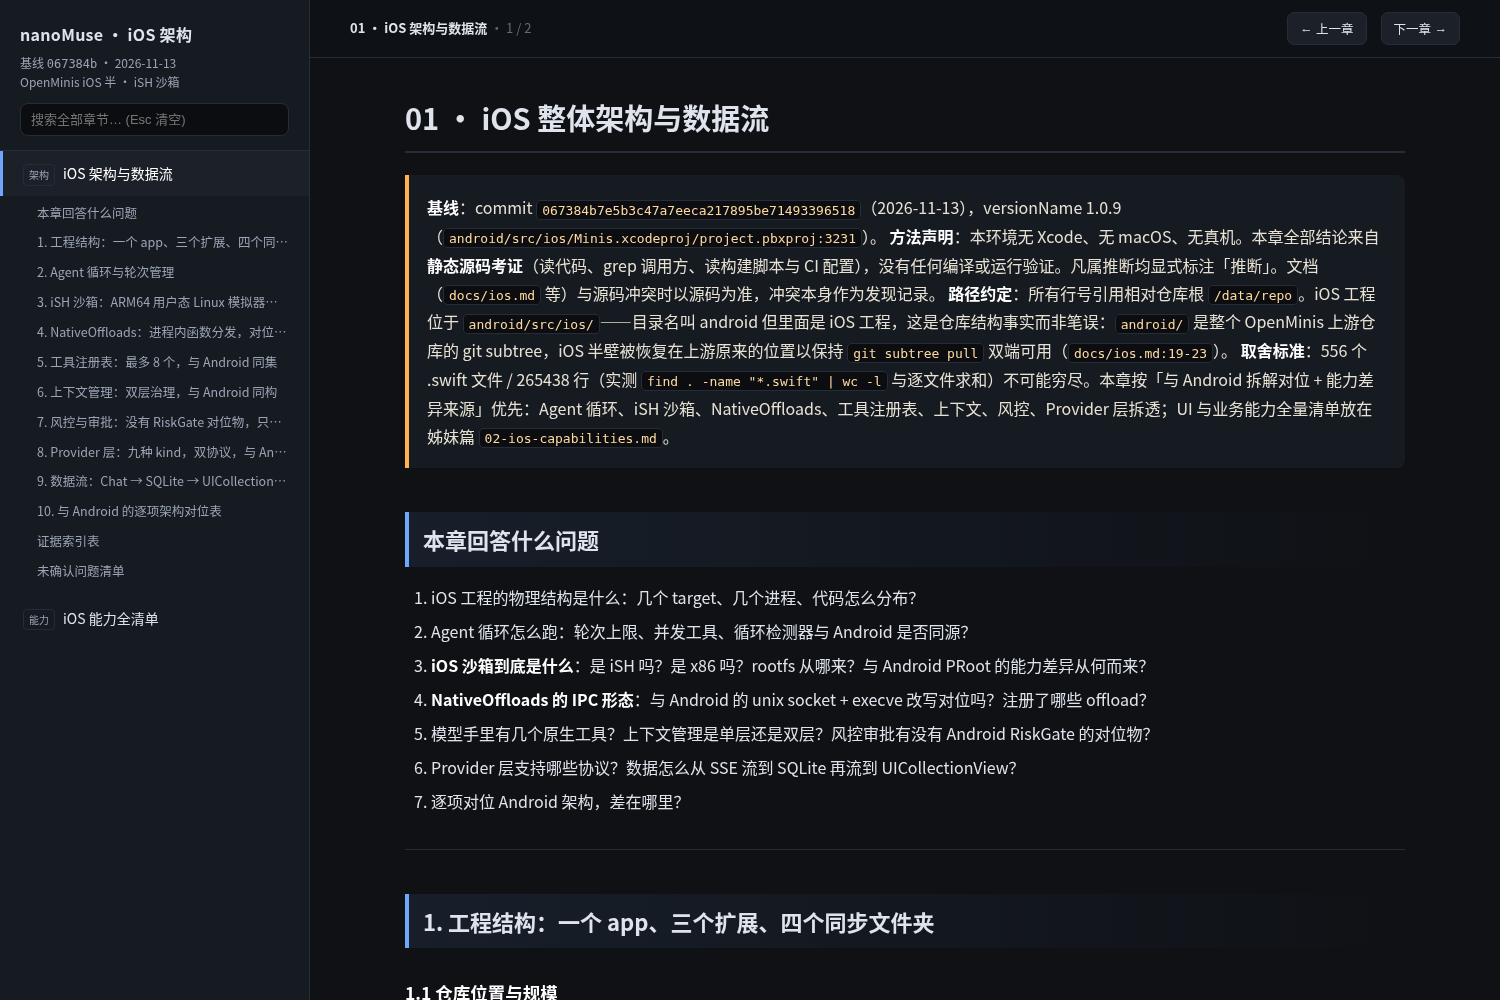 nanoMuse · iOS 架构
基线 067384b · 2026-11-13
OpenMinis iOS 半 · iSH 沙箱
搜索全部章节… (Esc 清空)
架构 iOS 架构与数据流
本章回答什么问题
1. 工程结构：一个 app、三个扩展、四个同…
2. Agent 循环与轮次管理
3. iSH 沙箱：ARM64 用户态 Linux 模拟器…
4. NativeOffloads：进程内函数分发，对位…
5. 工具注册表：最多 8 个，与 Android 同集
6. 上下文管理：双层治理，与 Android 同构
7. 风控与审批：没有 RiskGate 对位物，只…
8. Provider 层：九种 kind，双协议，与 An…
9. 数据流：Chat → SQLite → UICollection…
10. 与 Android 的逐项架构对位表
证据索引表
未确认问题清单
能力 iOS 能力全清单
01 · iOS 架构与数据流 · 1 / 2
← 上一章
下一章 →
01 · iOS 整体架构与数据流
基线：commit 067384b7e5b3c47a7eeca217895be71493396518（2026-11-13），versionName 1.0.9
（android/src/ios/Minis.xcodeproj/project.pbxproj:3231）。 方法声明：本环境无 Xcode、无 macOS、无真机。本章全部结论来自
静态源码考证（读代码、grep 调用方、读构建脚本与 CI 配置），没有任何编译或运行验证。凡属推断均显式标注「推断」。文档
（docs/ios.md 等）与源码冲突时以源码为准，冲突本身作为发现记录。 路径约定：所有行号引用相对仓库根 /data/repo。iOS 工程
位于 android/src/ios/——目录名叫 android 但里面是 iOS 工程，这是仓库结构事实而非笔误：android/ 是整个 OpenMinis 上游仓
库的 git subtree，iOS 半壁被恢复在上游原来的位置以保持 git subtree pull 双端可用（docs/ios.md:19-23）。 取舍标准：556 个
.swift 文件 / 265438 行（实测 find . -name "*.swift" | wc -l 与逐文件求和）不可能穷尽。本章按「与 Android 拆解对位 + 能力差
异来源」优先：Agent 循环、iSH 沙箱、NativeOffloads、工具注册表、上下文、风控、Provider 层拆透；UI 与业务能力全量清单放在
姊妹篇 02-ios-capabilities.md。
本章回答什么问题
1. iOS 工程的物理结构是什么：几个 target、几个进程、代码怎么分布？
2. Agent 循环怎么跑：轮次上限、并发工具、循环检测器与 Android 是否同源？
3. iOS 沙箱到底是什么：是 iSH 吗？是 x86 吗？rootfs 从哪来？与 Android PRoot 的能力差异从何而来？
4. NativeOffloads 的 IPC 形态：与 Android 的 unix socket + execve 改写对位吗？注册了哪些 offload？
5. 模型手里有几个原生工具？上下文管理是单层还是双层？风控审批有没有 Android RiskGate 的对位物？
6. Provider 层支持哪些协议？数据怎么从 SSE 流到 SQLite 再流到 UICollectionView？
7. 逐项对位 Android 架构，差在哪里？
1. 工程结构：一个 app、三个扩展、四个同步文件夹
1.1 仓库位置与规模